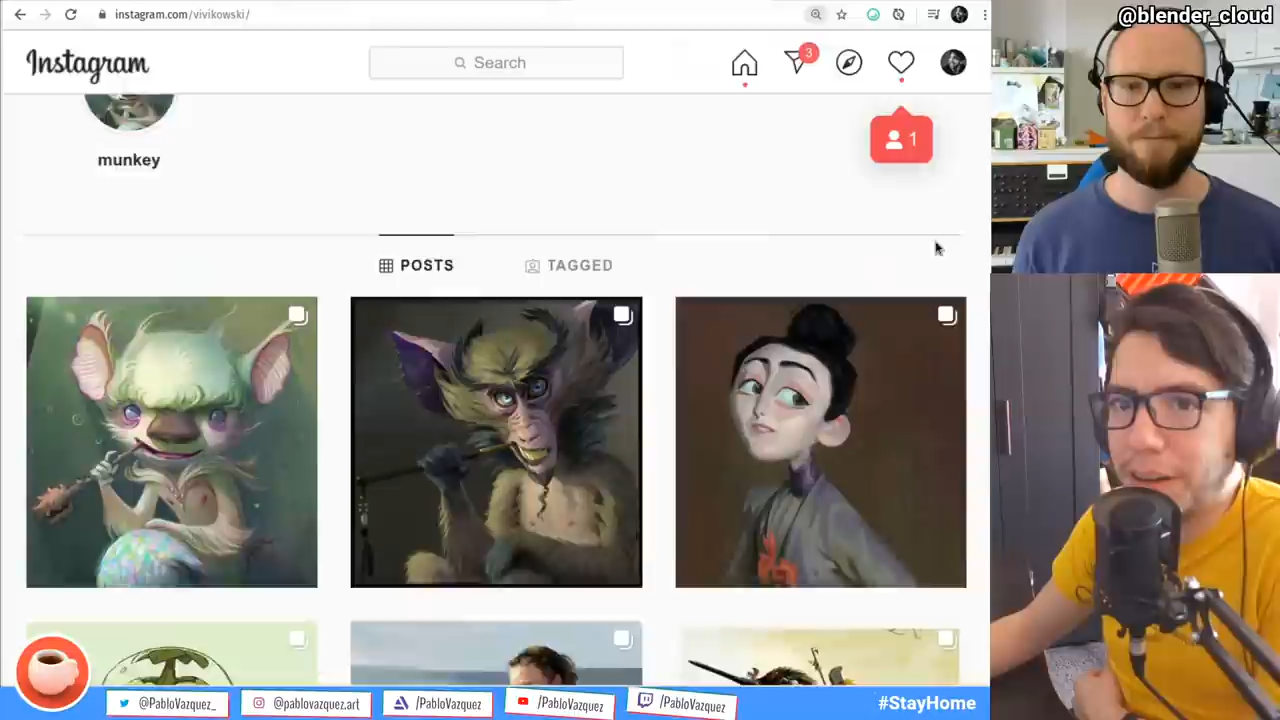 instagram.com/vivikowski/
@blender_cloud
Instagram
Search
3
1
munkey
POSTS
TAGGED
@PabloVazquez_
@pablovazquez.art
/PabloVazquez
/PabloVazquez
/PabloVazquez
#StayHome